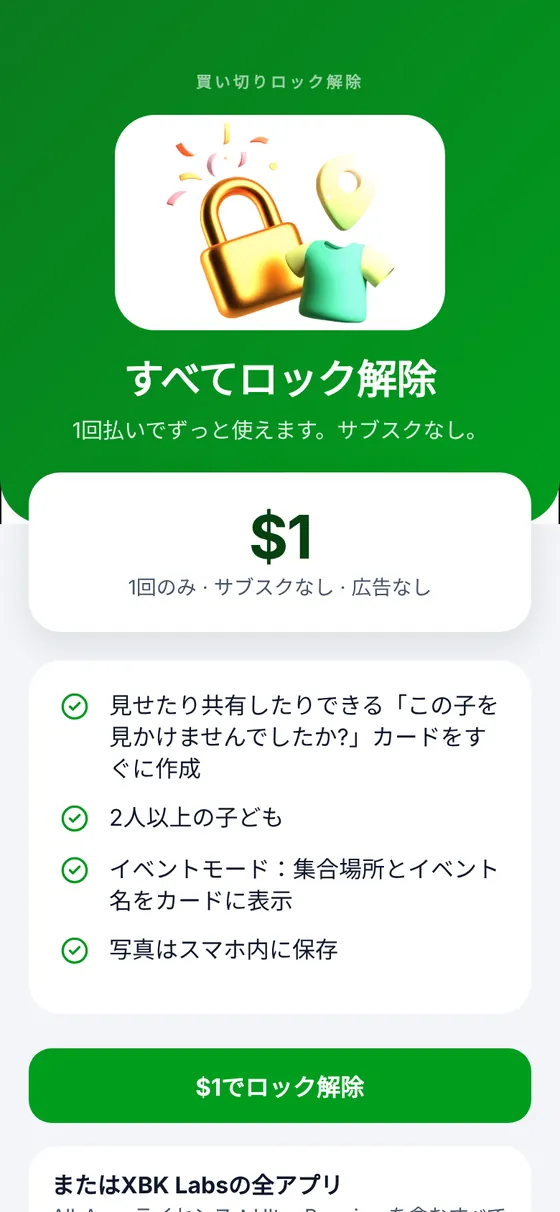 買い切りロック解除
すべてロック解除
1回払いでずっと使えます。サブスクなし。
$1
1回のみ · サブスクなし · 広告なし
見せたり共有したりできる「この子を
見かけませんでしたか?」カードをす
ぐに作成
2人以上の子ども
イベントモード：集合場所とイベント
名をカードに表示
写真はスマホ内に保存
$1でロック解除
またはXBK Labsの全アプリ